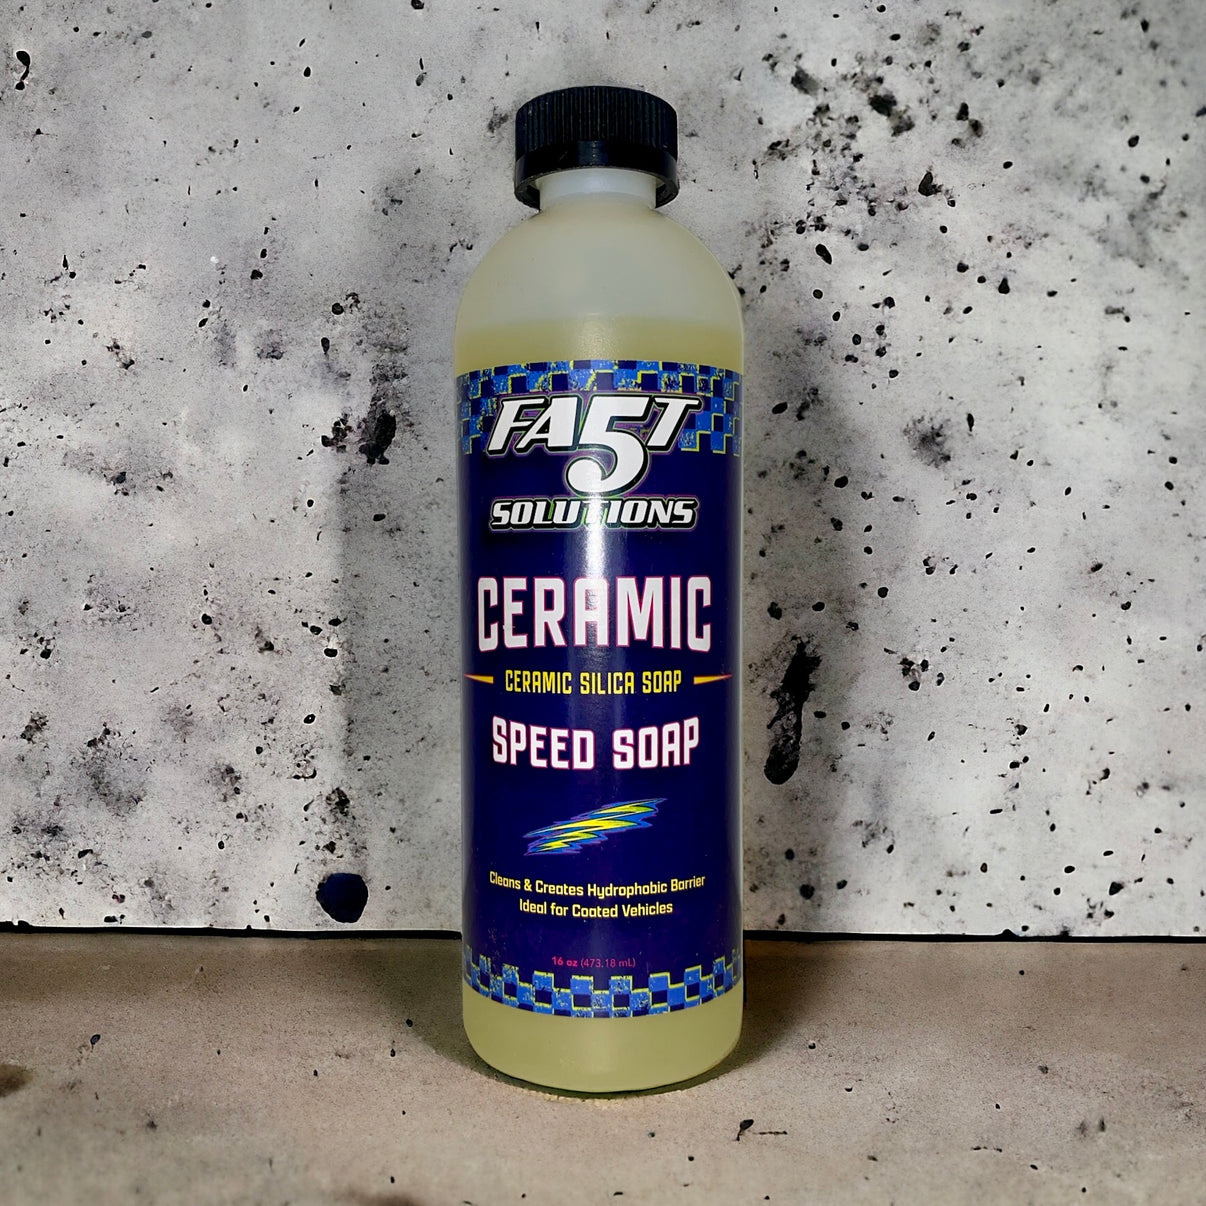 FA5T
SOLUTIONS
CERAMIC
CERAMIC SILICA SOAP
SPEED SOAP
Cleans & Creates Hydrophobic Barrier
Ideal for Coated Vehicles
16 oz (473.18 mL)